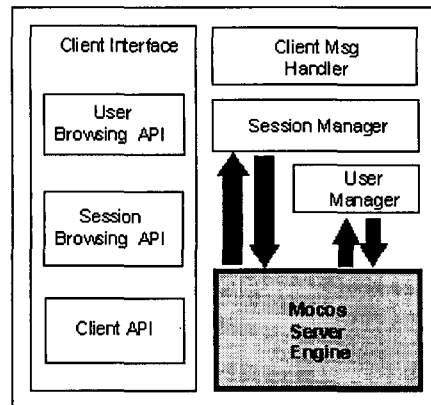 Client Interface
User
Browsing API
Session
Browsing API
Client API
Client Msg
Handler
Session Manager
User
Manager
Mocos
Server
Engine